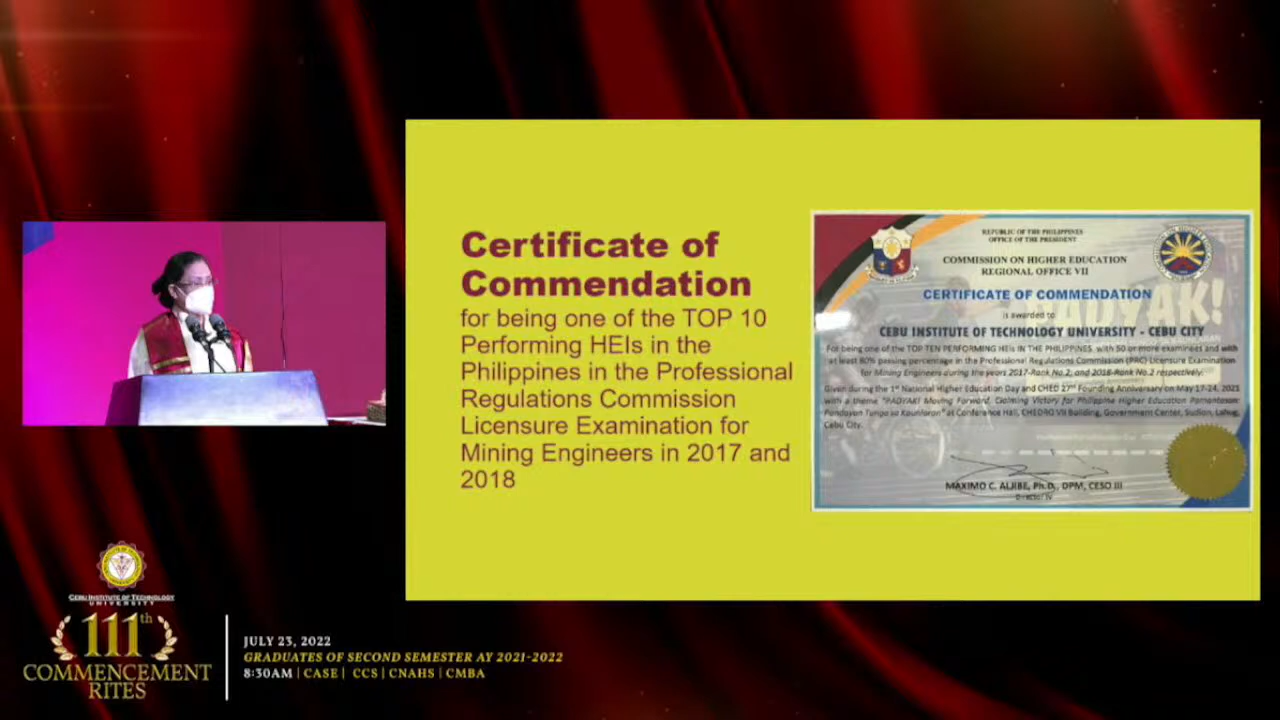 Certificate of
Commendation
for being one of the TOP 10
Performing HEIs in the
Philippines in the Professional
Regulations Commission
Licensure Examination for
Mining Engineers in 2017 and
2018
REPUBLIC OF THE PHILIPPINES
OFFICE OF THE PRESIDENT
COMMISSION ON HIGHER EDUCATION
REGIONAL OFFICE VII
CERTIFICATE OF COMMENDATION
is awarded to
PADYAK!
CEBU INSTITUTE OF TECHNOLOGY UNIVERSITY - CEBU CITY
For being one of the TOP TEN PERFORMING HEIs IN THE PHILIPPINES with 50 or more examinees and with
at least 80% passing percentage in the Professional Regulations Commission (PRC) Licensure Examination
for Mining Engineers during the years 2017-Rank No.2, and 2018-Rank No.2 respectively.
Given during the 1st National Higher Education Day and CHED 27th Founding Anniversary on May 17-24, 2021
with a theme "PADYAK! Moving Forward, Claiming Victory for Philippine Higher Education
Tungo sa Kaunlaran" at Conference Hall, CHEDRO VII Building, Government Center, Sudlon, Lahug,
Cebu City.
MAXIMO C. ALJIBE, Ph.D., DPM, CESO III
Director IV
CEBU INSTITUTE OF TECHNOLOGY
UNIVERSITY
111th
COMMENCEMENT
RITES
JULY 23, 2022
GRADUATES OF SECOND SEMESTER AY 2021-2022
8:30AM | CASE | CCS | CNAHS | CMBA